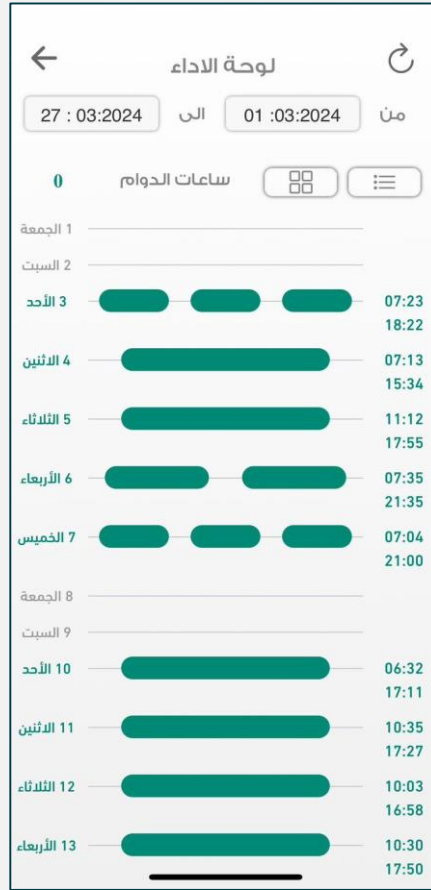 لوحة الاداء
من 01 :03:2024 الى 27 : 03:2024
ساعات الدوام 0
1 الجمعة
2 السبت
3 الأحد 07:23
18:22
4 الاثنين 07:13
15:34
5 الثلاثاء 11:12
17:55
6 الأربعاء 07:35
21:35
7 الخميس 07:04
21:00
8 الجمعة
9 السبت
10 الأحد 06:32
17:11
11 الاثنين 10:35
17:27
12 الثلاثاء 10:03
16:58
13 الأربعاء 10:30
17:50